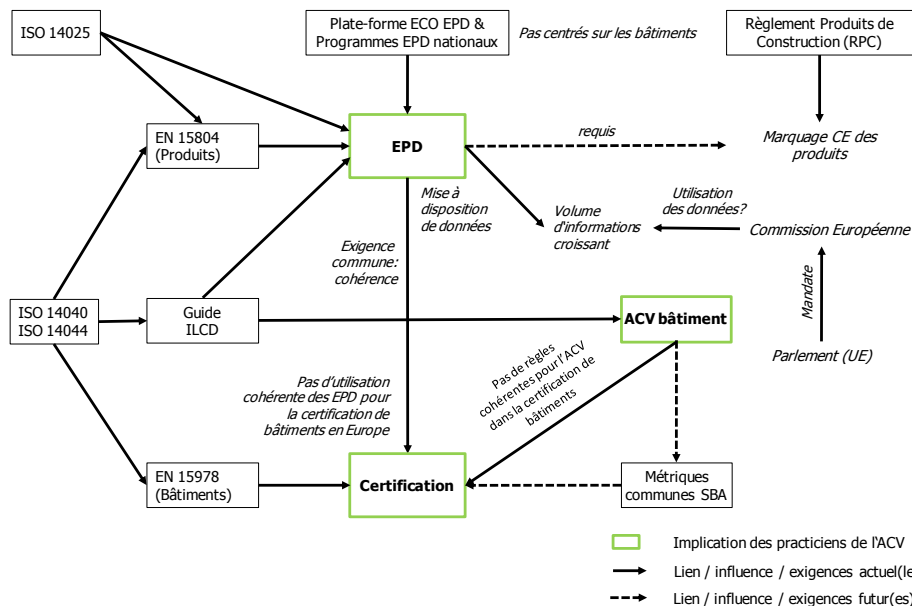 ISO 14025
Plate-forme ECO EPD &
Programmes EPD nationaux
Pas centrés sur les bâtiments
Règlement Produits de
Construction (RPC)
EN 15804
(Produits)
EPD
requis
Marquage CE des
produits
Mise à
disposition
de données
Volume
d'informations
croissant
Utilisation
des données?
Commission Européenne
Exigence
commune:
cohérence
Mandate
ISO 14040
ISO 14044
Guide
ILCD
ACV bâtiment
Parlement (UE)
Pas de règles
cohérentes pour l'ACV
dans la certification de
bâtiments
Pas d'utilisation
cohérente des EPD pour
la certification de
bâtiments en Europe
EN 15978
(Bâtiments)
Certification
Métriques
communes SBA
Implication des practiciens de l'ACV
Lien / influence / exigences actuel(le
Lien / influence / exigences futur(es)